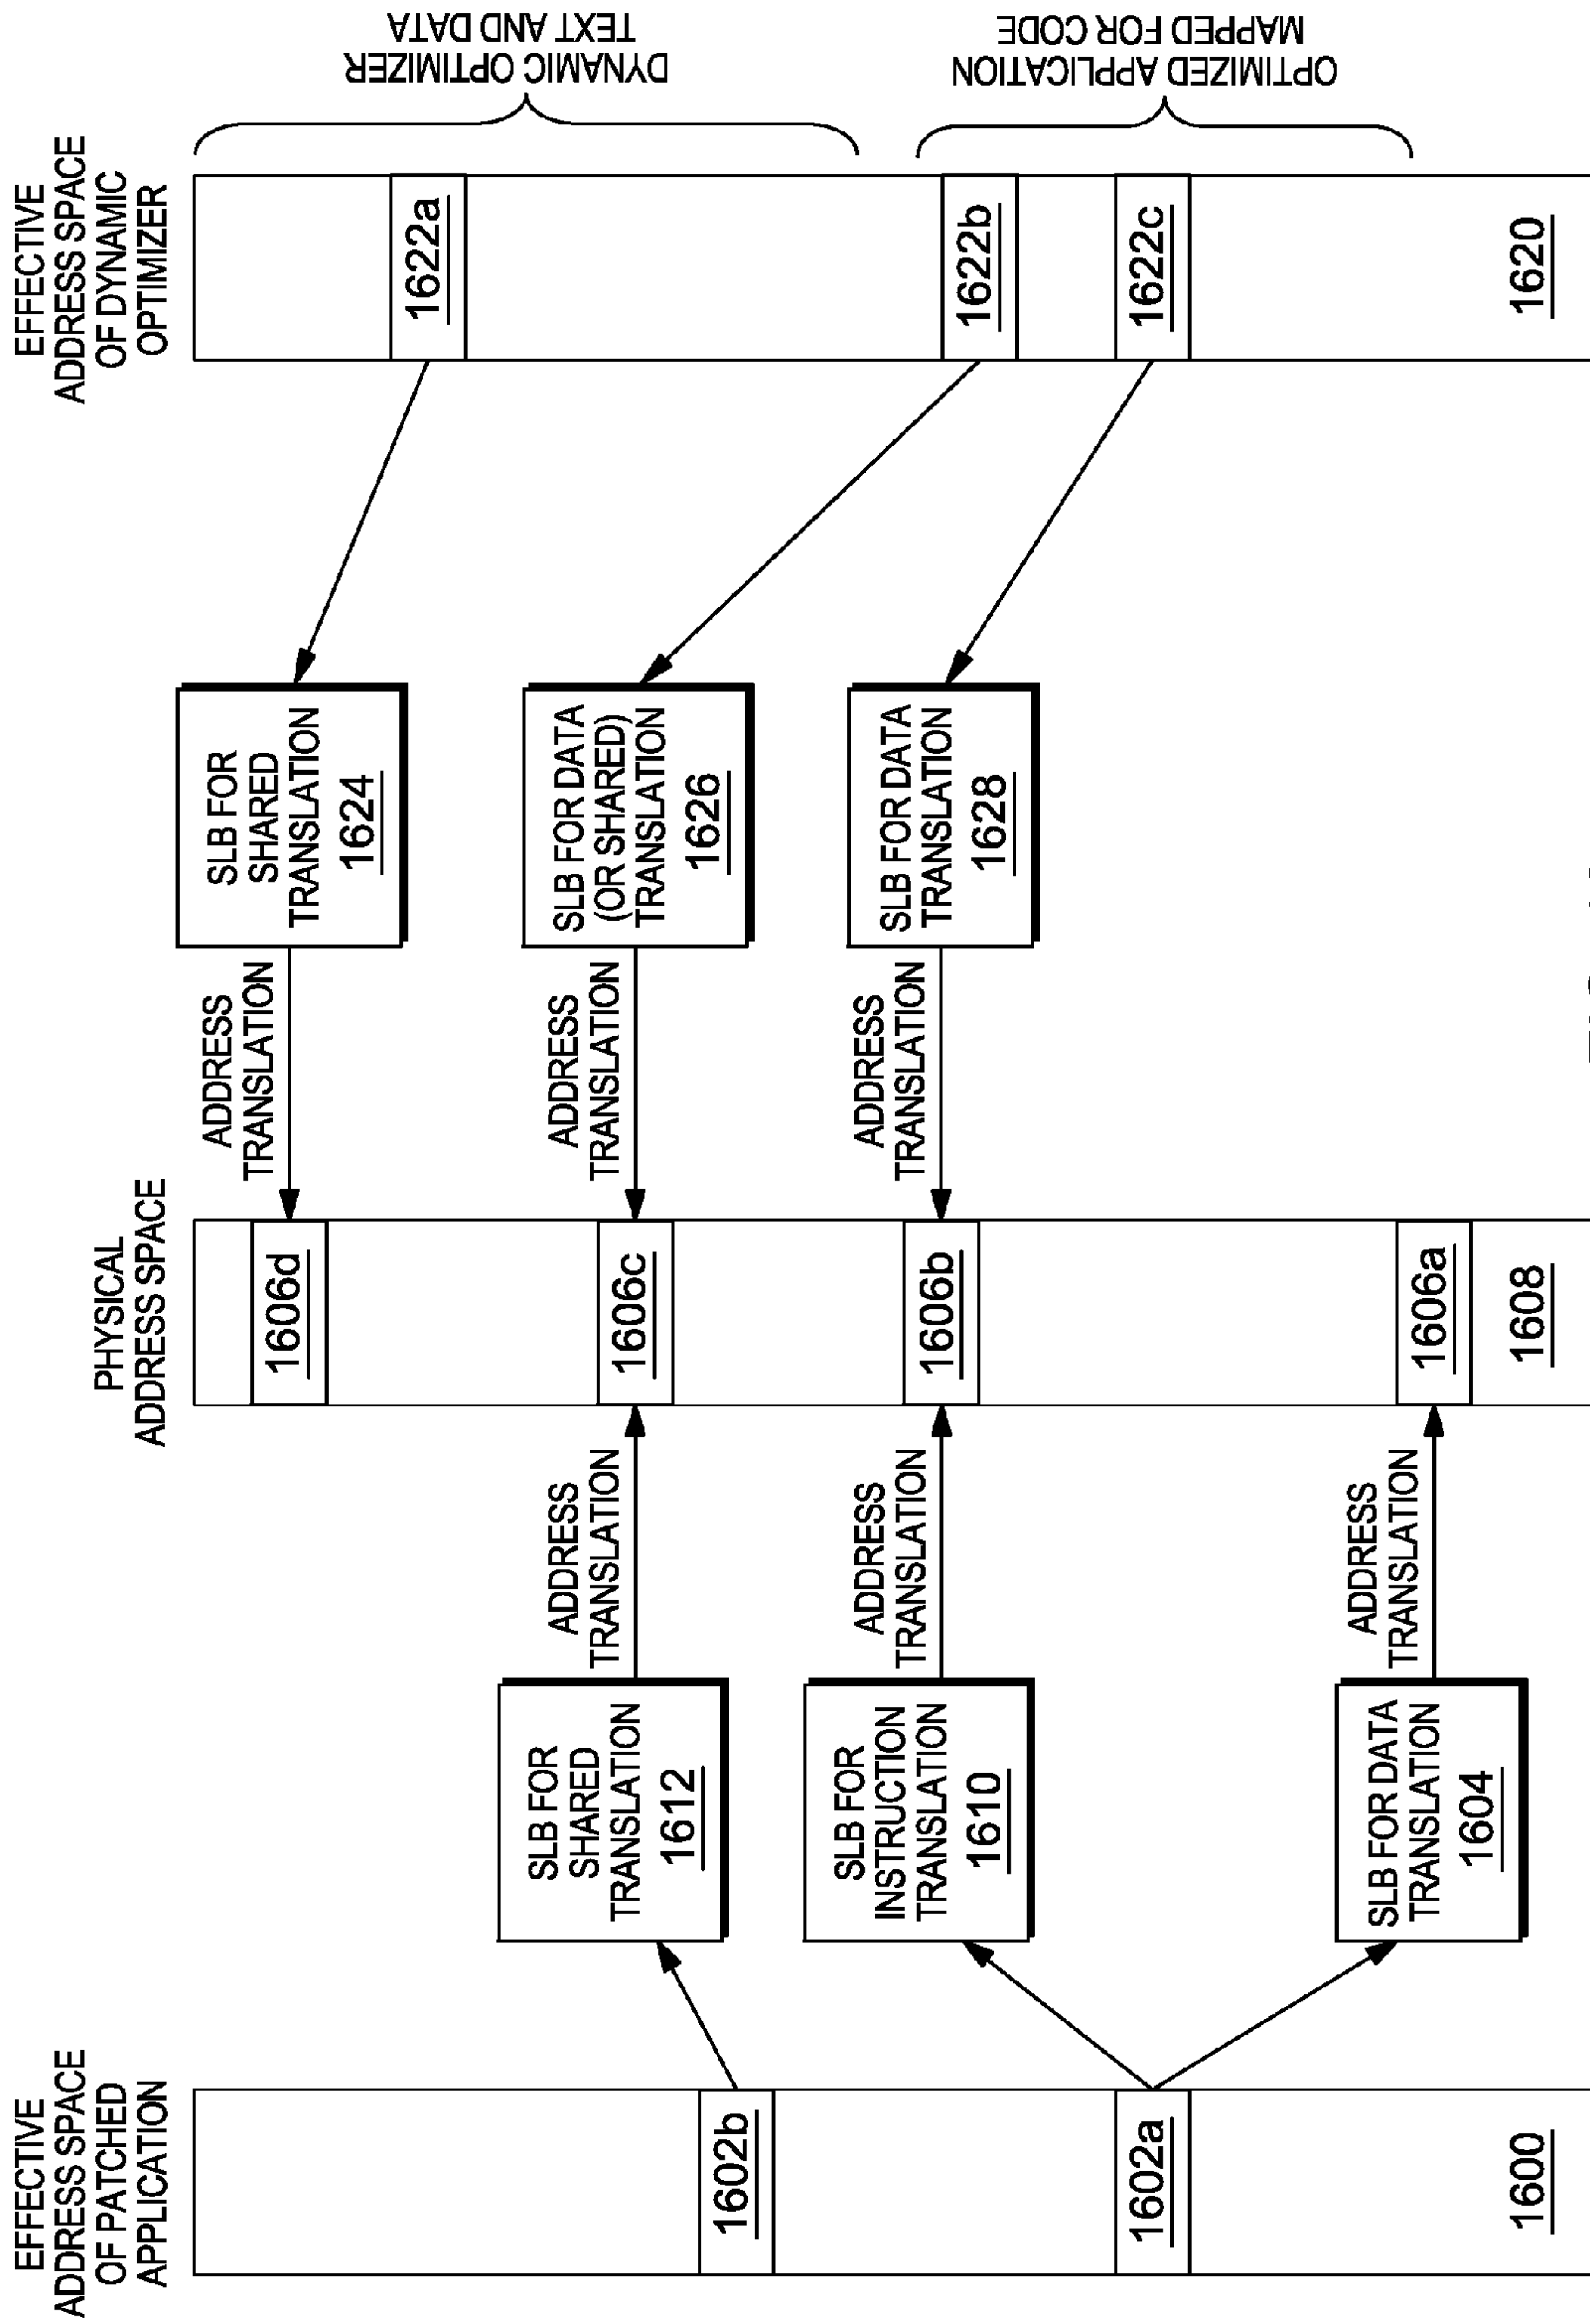 EFFECTIVE
ADDRESS SPACE
OF PATCHED
APPLICATION
1602b
1602a
1600
SLB FOR
SHARED
TRANSLATION
1612
SLB FOR
INSTRUCTION
TRANSLATION
1610
SLB FOR DATA
TRANSLATION
1604
ADDRESS
TRANSLATION
ADDRESS
TRANSLATION
ADDRESS
TRANSLATION
PHYSICAL
ADDRESS SPACE
1606d
1606c
1606b
1606a
1608
ADDRESS
TRANSLATION
ADDRESS
TRANSLATION
ADDRESS
TRANSLATION
SLB FOR
SHARED
TRANSLATION
1624
SLB FOR DATA
(OR SHARED)
TRANSLATION
1626
SLB FOR DATA
TRANSLATION
1628
EFFECTIVE
ADDRESS SPACE
OF DYNAMIC
OPTIMIZER
1622a
1622b
1622c
1620
DYNAMIC OPTIMIZER
TEXT AND DATA
OPTIMIZED APPLICATION
MAPPED FOR CODE